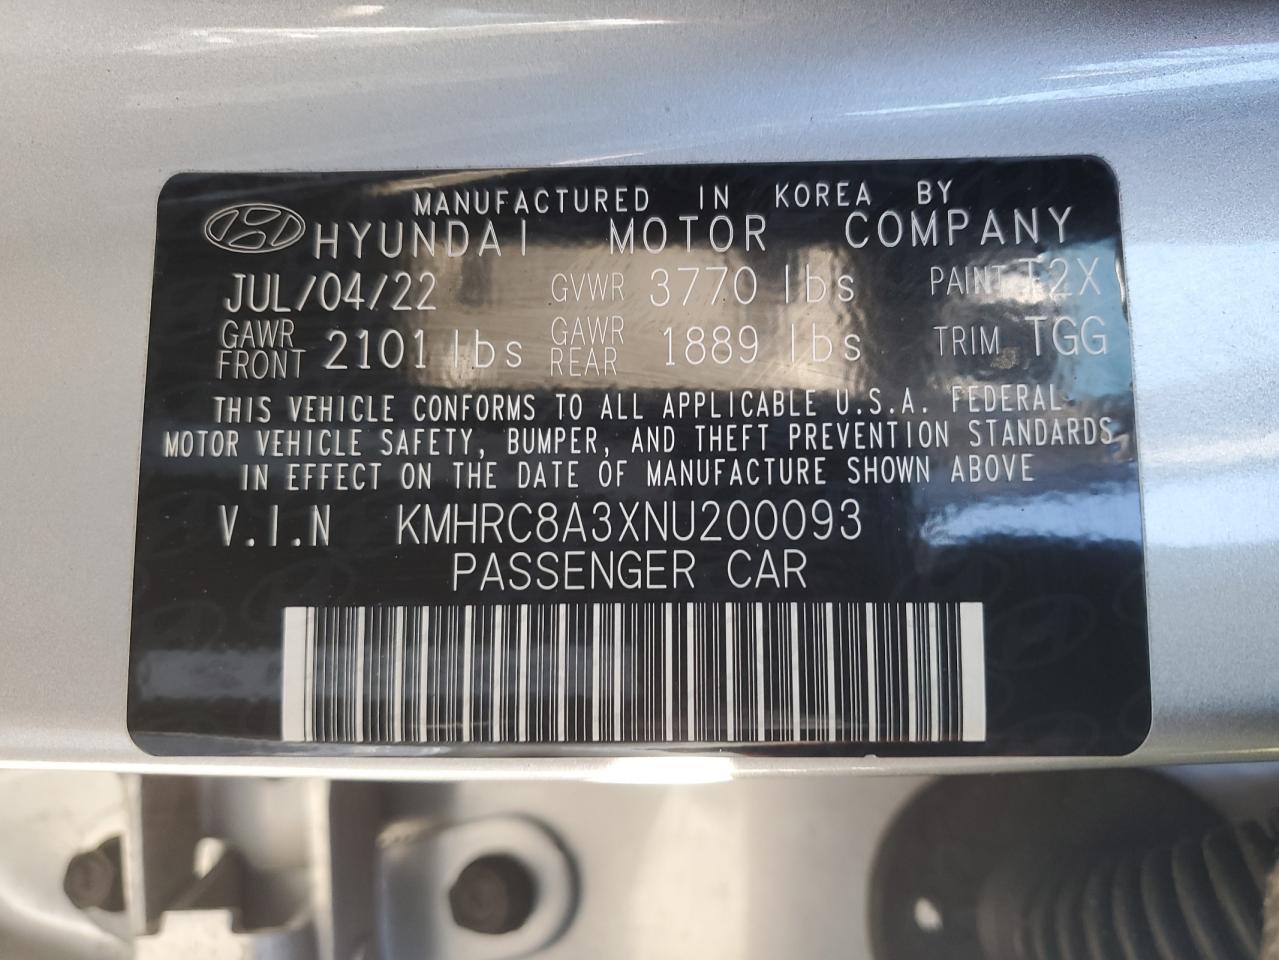 MANUFACTURED IN KOREA BY
HYUNDAI MOTOR COMPANY
JUL/04/22 GVWR 3770 lbs PAINT T2X
GAWR FRONT 2101 lbs GAWR REAR 1889 lbs TRIM TGG
THIS VEHICLE CONFORMS TO ALL APPLICABLE U.S.A. FEDERAL
MOTOR VEHICLE SAFETY, BUMPER, AND THEFT PREVENTION STANDARDS
IN EFFECT ON THE DATE OF MANUFACTURE SHOWN ABOVE
V.I.N KMHRC8A3XNU200093
PASSENGER CAR